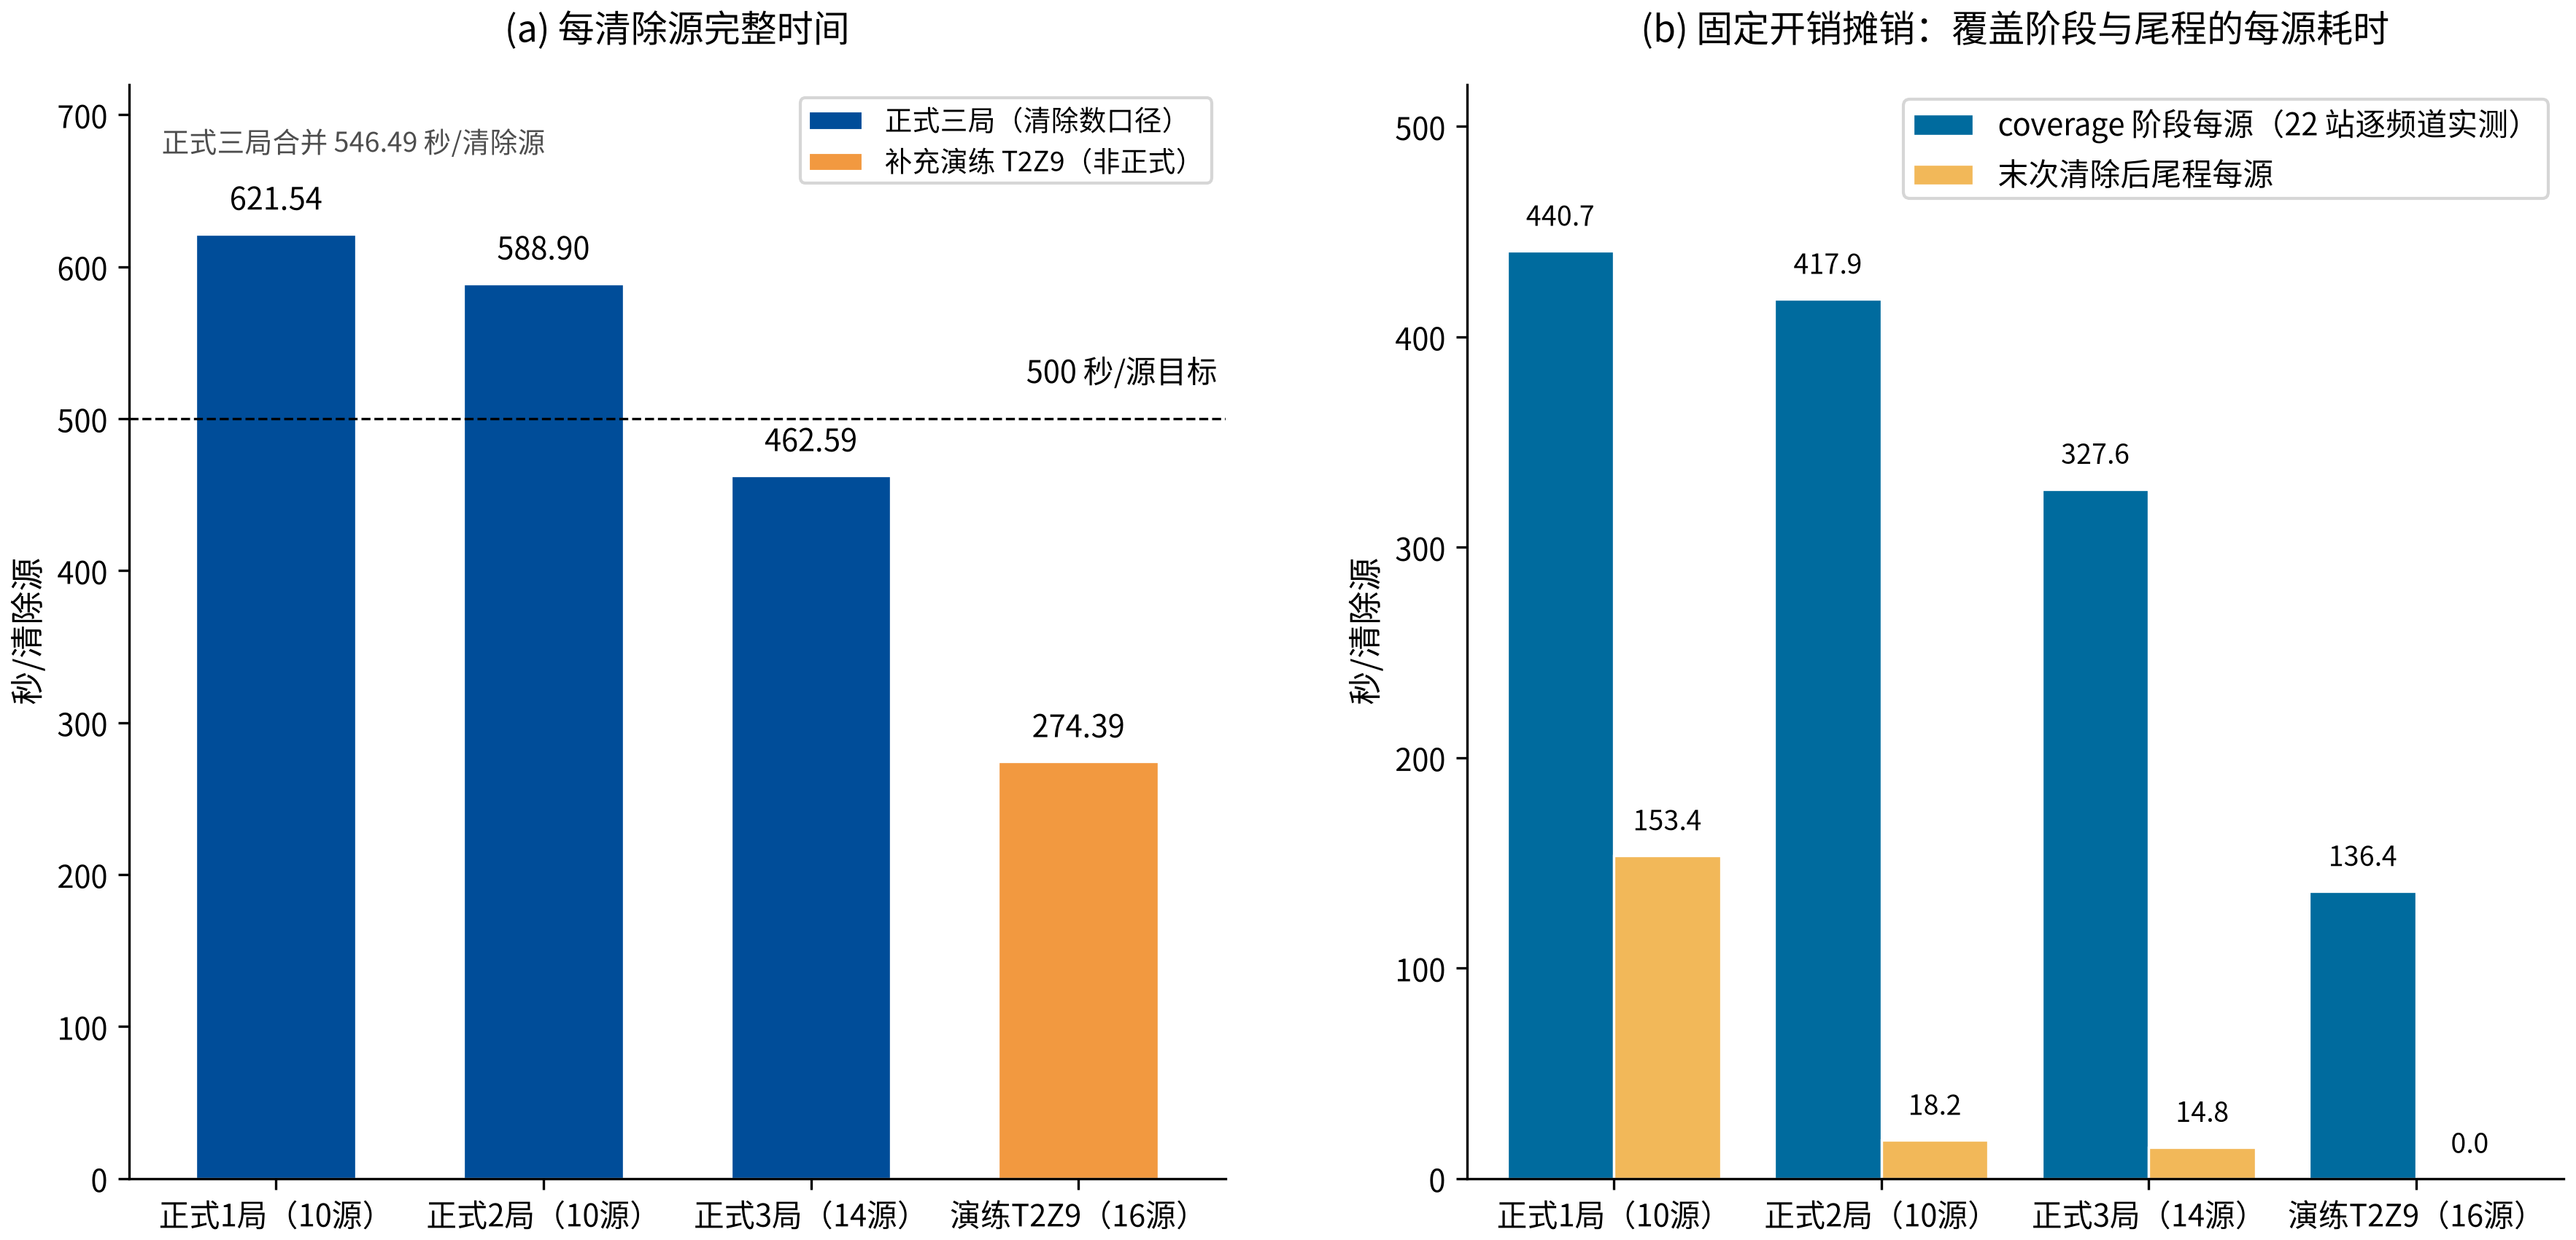 (a) 每清除源完整时间
700
600
500
400
300
200
100
0
秒/清除源
正式三局合并 546.49 秒/清除源
正式三局（清除数口径）
补充演练 T2Z9（非正式）
621.54
588.90
500 秒/源目标
462.59
274.39
正式1局（10源）
正式2局（10源）
正式3局（14源）
演练T2Z9（16源）
(b) 固定开销摊销：覆盖阶段与尾程的每源耗时
500
400
300
200
100
0
秒/清除源
coverage 阶段每源（22 站逐频道实测）
末次清除后尾程每源
440.7
153.4
417.9
18.2
327.6
14.8
136.4
0.0
正式1局（10源）
正式2局（10源）
正式3局（14源）
演练T2Z9（16源）